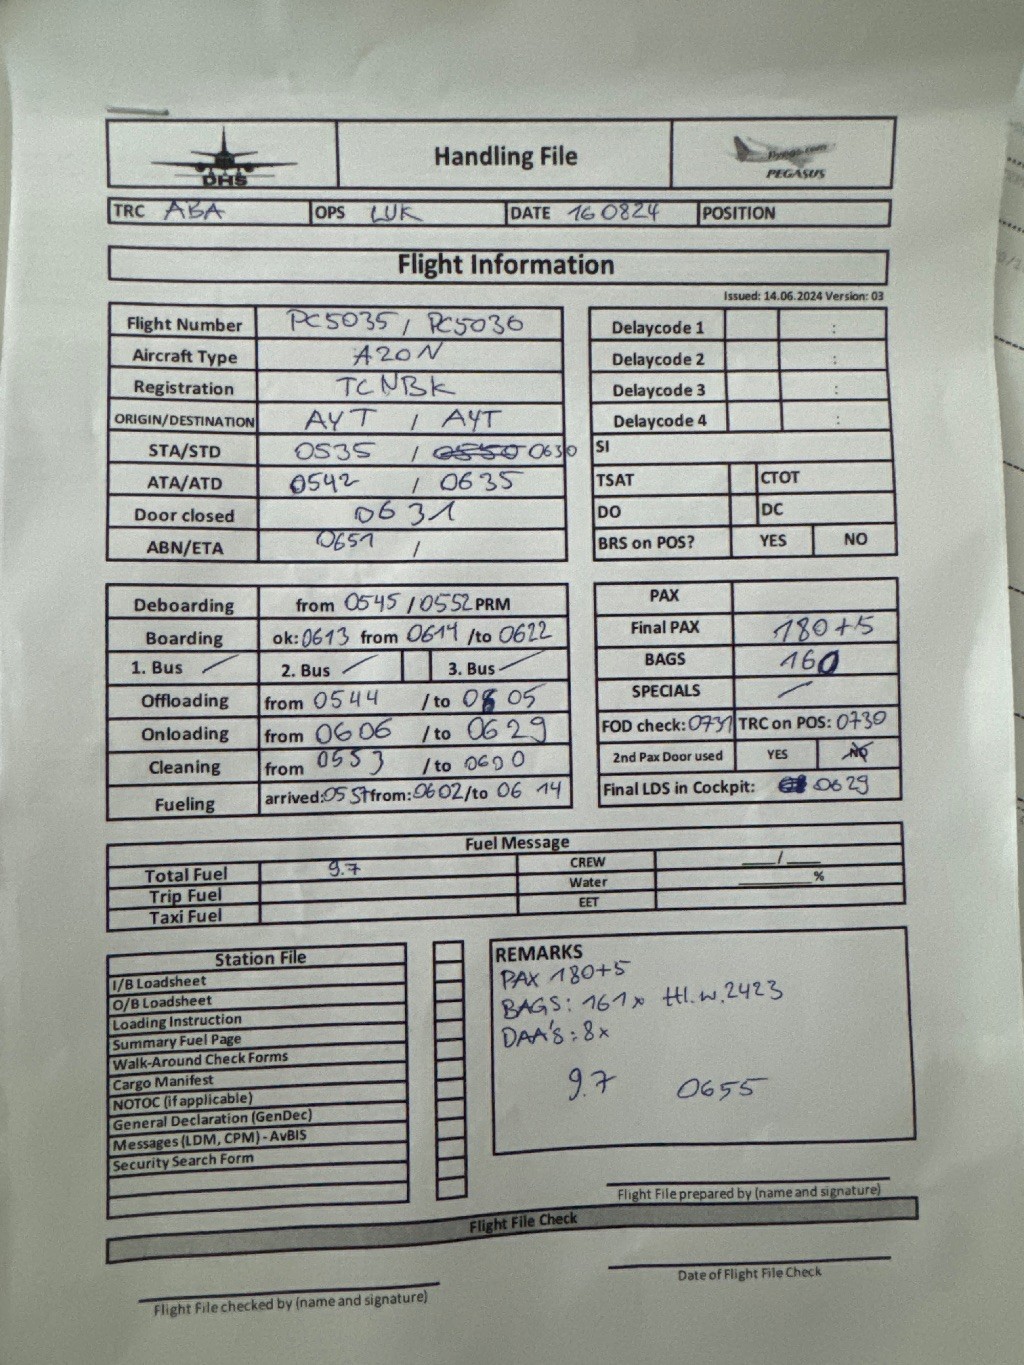 DHS
Handling File
flypgs.com
PEGASUS
TRC ABA OPS LUK DATE 160824 POSITION
Flight Information
Issued: 14.06.2024 Version: 03
Flight Number PC5035 / PC5036
Aircraft Type A20N
Registration TCNBK
ORIGIN/DESTINATION AYT / AYT
STA/STD 0535 / 0550 0630
ATA/ATD 0542 / 0635
Door closed 0631
ABN/ETA 0651 /
Delaycode 1 :
Delaycode 2 :
Delaycode 3 :
Delaycode 4 :
SI
TSAT CTOT
DO DC
BRS on POS? YES NO
Deboarding from 0545 / 0552 PRM
Boarding ok: 0613 from 0614 /to 0622
1. Bus 2. Bus 3. Bus
Offloading from 0544 /to 0605
Onloading from 0606 /to 0629
Cleaning from 0553 /to 0600
Fueling arrived: 0557 from: 0602 /to 0614
PAX
Final PAX 180+5
BAGS 160
SPECIALS
FOD check: 0731 TRC on POS: 0730
2nd Pax Door used YES NO
Final LDS in Cockpit: 0629
Fuel Message
Total Fuel 9.7 CREW ___/___
Trip Fuel Water ______%
Taxi Fuel EET
Station File
I/B Loadsheet
O/B Loadsheet
Loading Instruction
Summary Fuel Page
Walk-Around Check Forms
Cargo Manifest
NOTOC (if applicable)
General Declaration (GenDec)
Messages (LDM, CPM) - AvBIS
Security Search Form
REMARKS
PAX 180+5
BAGS: 161x Htl.w. 2423
DAA's: 8x
9.7 0655
Flight File prepared by (name and signature)
Flight File Check
Date of Flight File Check
Flight File checked by (name and signature)